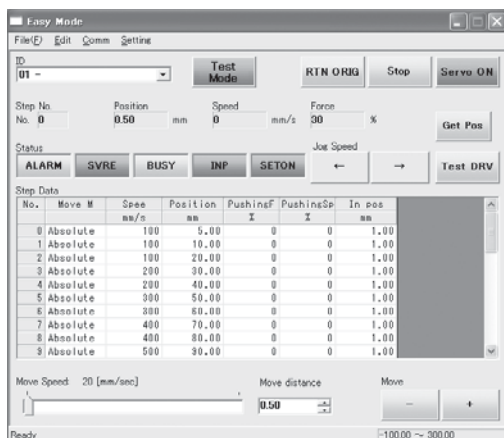 Easy Mode
File(F) Edit Comm Setting
ID
01 -
Test Mode
RTN ORIG Stop Servo ON
Step No. Position Speed Force
No. 0 0.50 mm 0 mm/s 30 %
Get Pos
Status Jog Speed
ALARM SVRE BUSY INP SETON ← → Test DRV
Step Data
No. Move M Spee Position PushingF PushingSp In pos
mm/s mm % % mm
0 Absolute 100 5.00 0 0 1.00
1 Absolute 100 10.00 0 0 1.00
2 Absolute 100 20.00 0 0 1.00
3 Absolute 200 30.00 0 0 1.00
4 Absolute 200 40.00 0 0 1.00
5 Absolute 300 50.00 0 0 1.00
6 Absolute 300 60.00 0 0 1.00
7 Absolute 400 70.00 0 0 1.00
8 Absolute 400 80.00 0 0 1.00
9 Absolute 500 90.00 0 0 1.00
Move Speed 20 [mm/sec] Move distance Move
0.50 - +
Ready -100.00 ~ 300.00